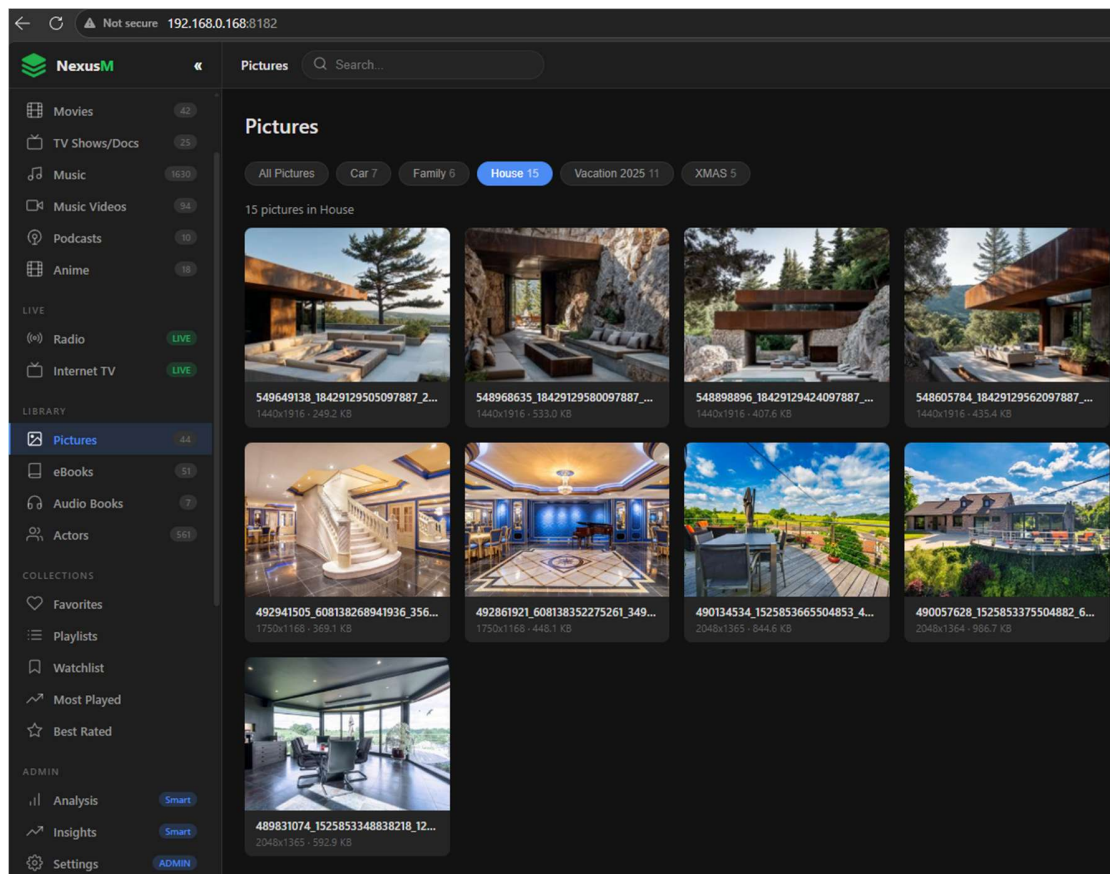 Not secure 192.168.0.168:8182
NexusM «
Pictures Search...
Movies 42
TV Shows/Docs 25
Music 1630
Music Videos 94
Podcasts 10
Anime 18
LIVE
Radio LIVE
Internet TV LIVE
LIBRARY
Pictures 44
eBooks 51
Audio Books 7
Actors 561
COLLECTIONS
Favorites
Playlists
Watchlist
Most Played
Best Rated
ADMIN
Analysis Smart
Insights Smart
Settings ADMIN
Pictures
All Pictures Car 7 Family 6 House 15 Vacation 2025 11 XMAS 5
15 pictures in House
549649138_18429129505097887_2...
1440x1916 - 249.2 KB
548968635_18429129580097887_...
1440x1916 - 533.0 KB
548898896_18429129424097887_...
1440x1916 - 407.6 KB
548605784_18429129562097887_...
1440x1916 - 435.4 KB
492941505_608138268941936_356...
1750x1168 - 369.1 KB
492861921_608138352275261_349...
1750x1168 - 448.1 KB
490134534_1525853665504853_4...
2048x1365 - 844.6 KB
490057628_1525853375504882_6...
2048x1364 - 986.7 KB
489831074_1525853348838218_12...
2048x1365 - 592.9 KB